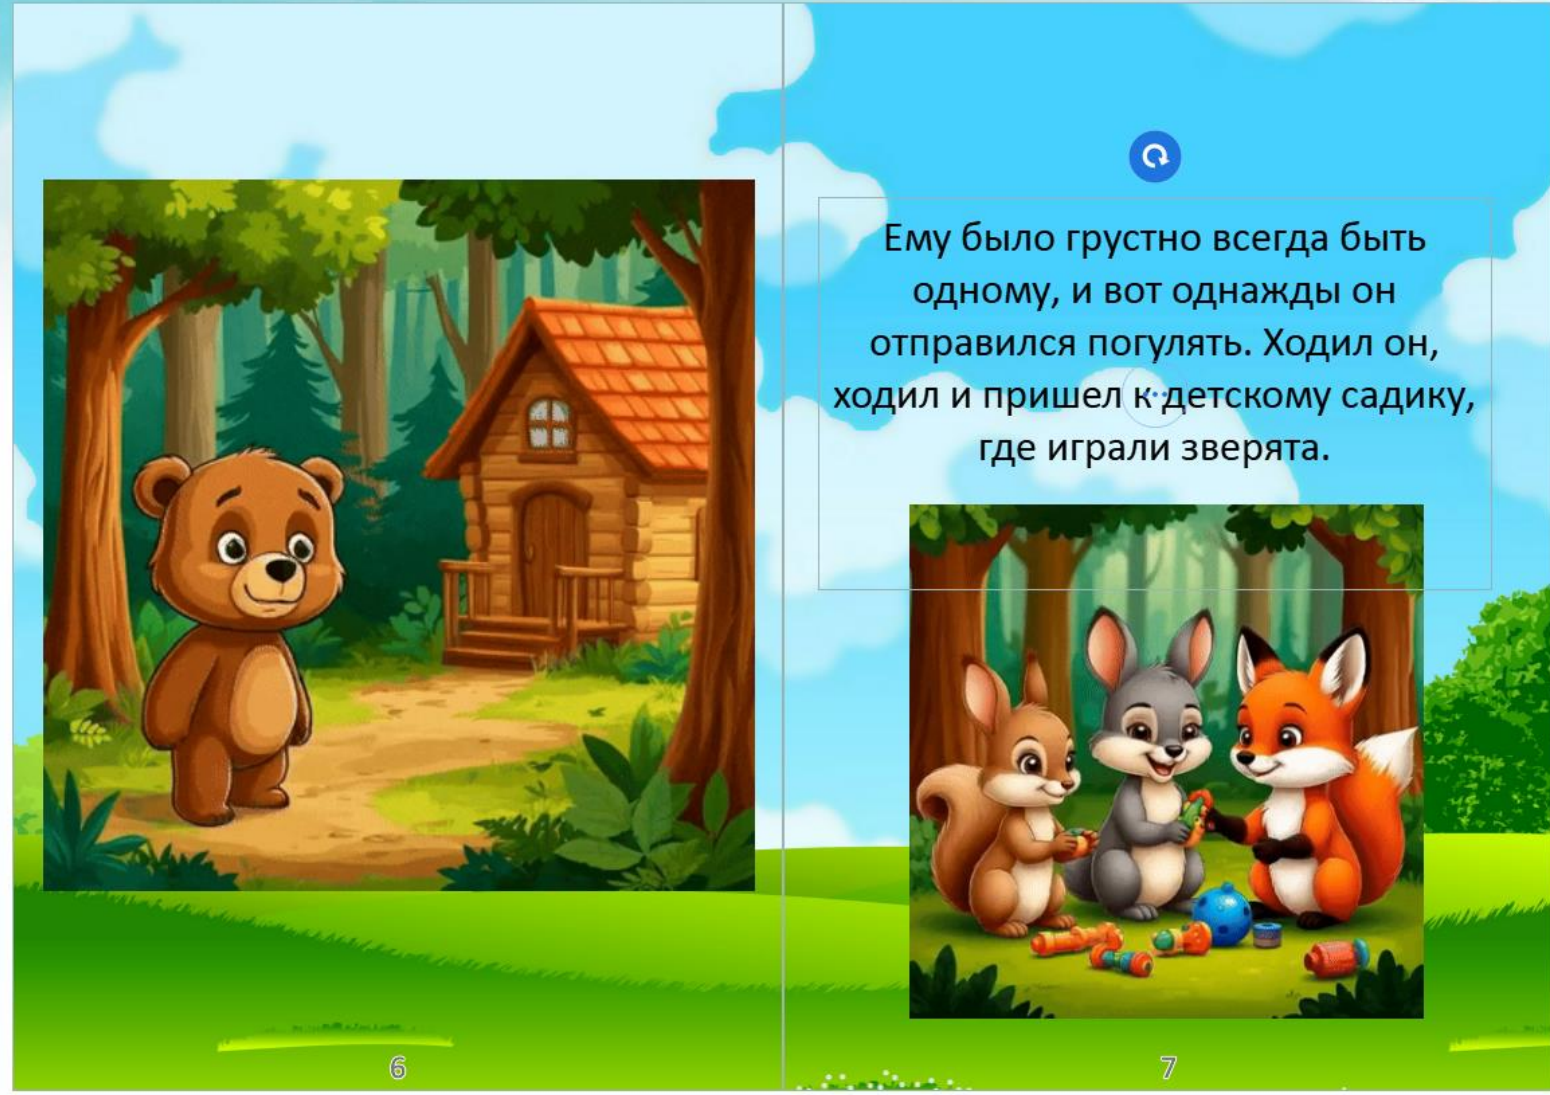 Ему было грустно всегда быть
одному, и вот однажды он
отправился погулять. Ходил он,
ходил и пришел к детскому садику,
где играли зверята.
6
7